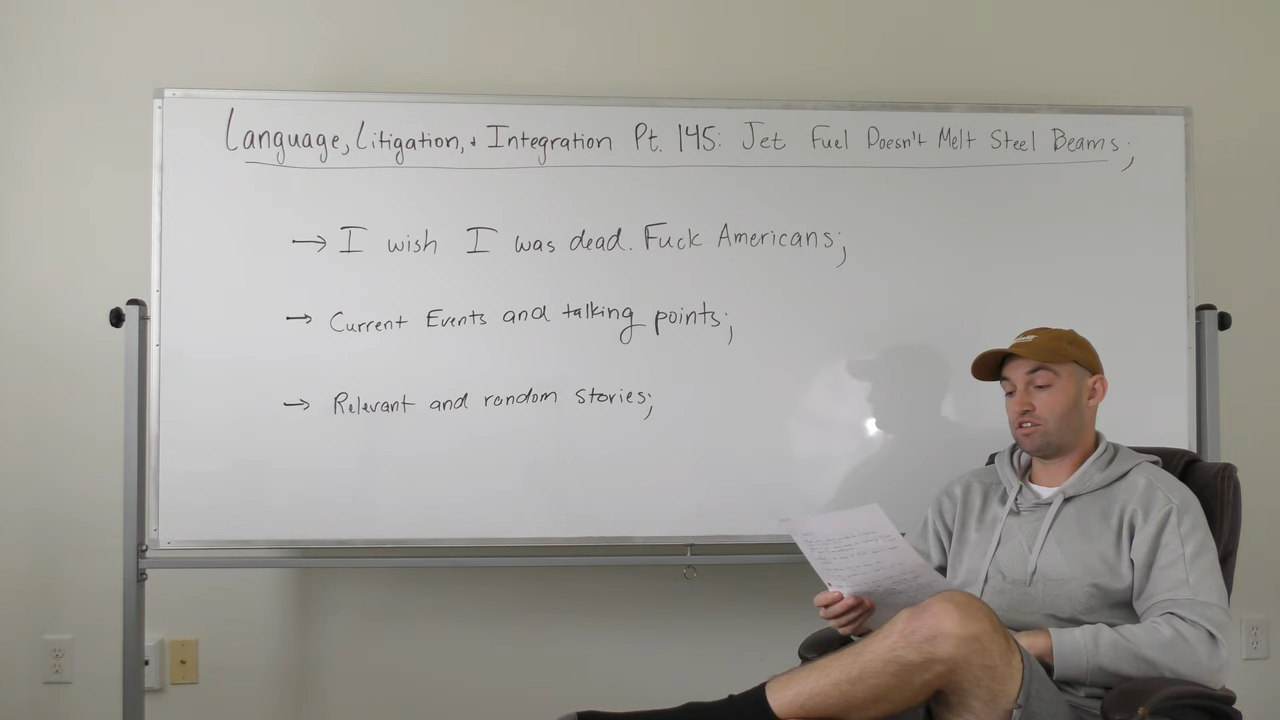 Language, Litigation, + Integration Pt. 145: Jet Fuel Doesn't Melt Steel Beams;
→ I wish I was dead. Fuck Americans;
→ Current Events and talking points;
→ Relevant and random stories;